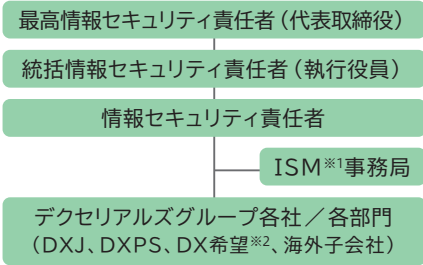 最高情報セキュリティ責任者（代表取締役）
統括情報セキュリティ責任者（執行役員）
情報セキュリティ責任者
ISM※1事務局
デクセリアルズグループ各社／各部門
（DXJ、DXPS、DX希望※2、海外子会社）